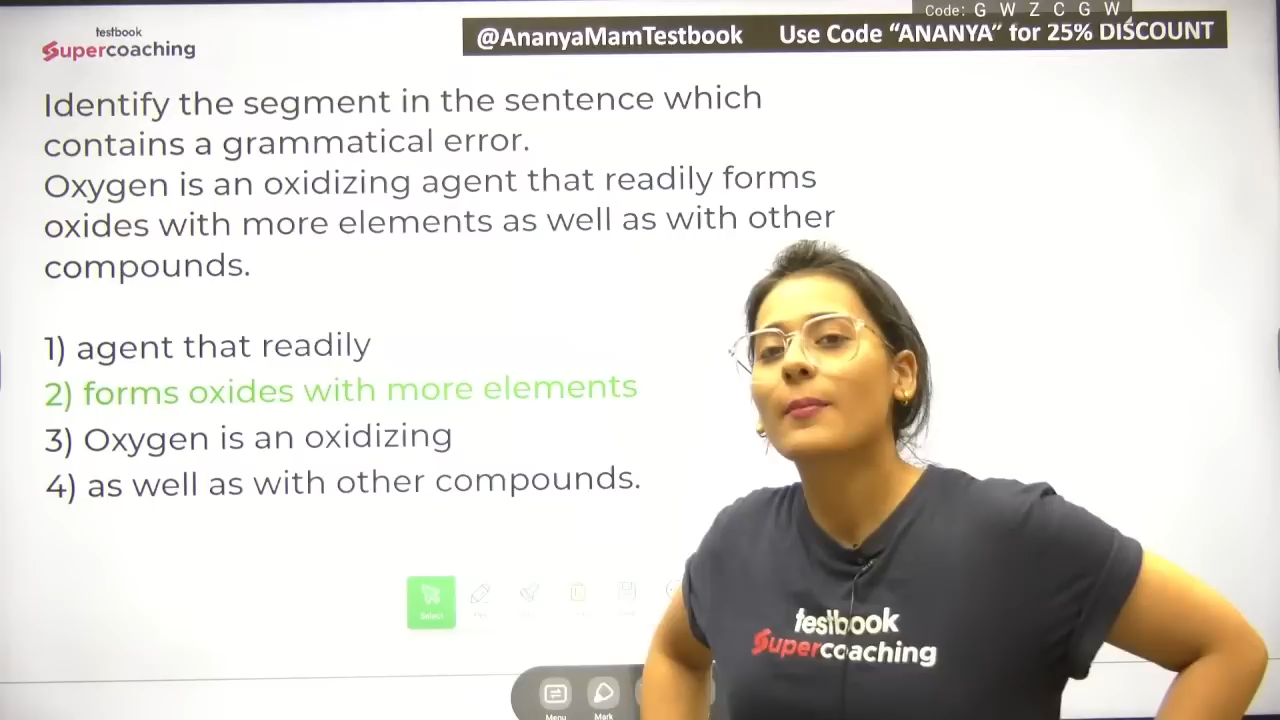 Code: G W Z C G W
testbook
Supercoaching
@AnanyaMamTestbook Use Code “ANANYA” for 25% DISCOUNT
Identify the segment in the sentence which
contains a grammatical error.
Oxygen is an oxidizing agent that readily forms
oxides with more elements as well as with other
compounds.
1) agent that readily
2) forms oxides with more elements
3) Oxygen is an oxidizing
4) as well as with other compounds.
Select
testbook
Supercoaching
Menu
Mark